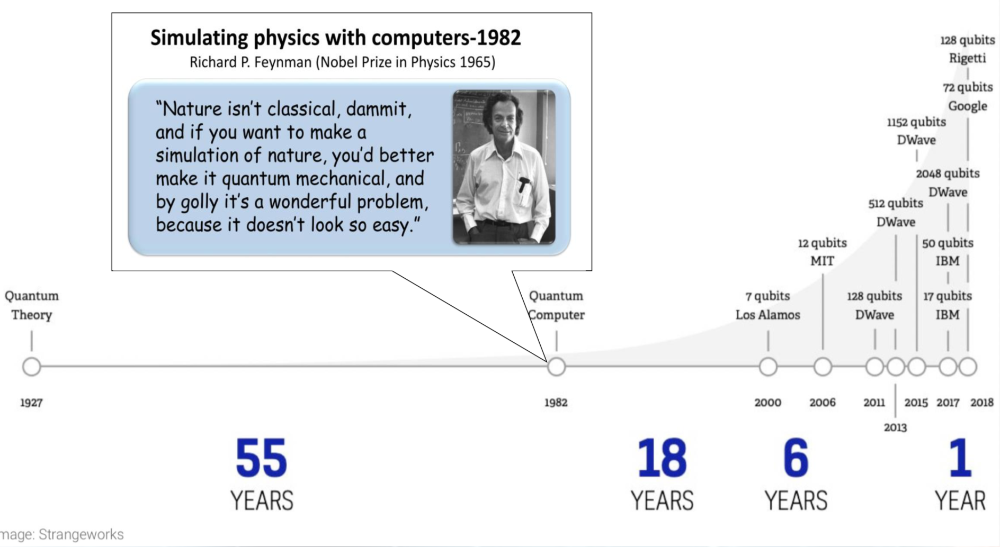 Simulating physics with computers-1982
Richard P. Feynman (Nobel Prize in Physics 1965)
“Nature isn’t classical, dammit,
and if you want to make a
simulation of nature, you’d better
make it quantum mechanical, and
by golly it’s a wonderful problem,
because it doesn’t look so easy.”
128 qubits
Rigetti
72 qubits
Google
1152 qubits
DWave
2048 qubits
DWave
512 qubits
DWave
12 qubits
MIT
50 qubits
IBM
Quantum
Theory
Quantum
Computer
7 qubits
Los Alamos
128 qubits
DWave
17 qubits
IBM
1927
1982
2000
2006
2011
2015
2017
2018
2013
55
YEARS
18
YEARS
6
YEARS
1
YEAR
mage: Strangeworks